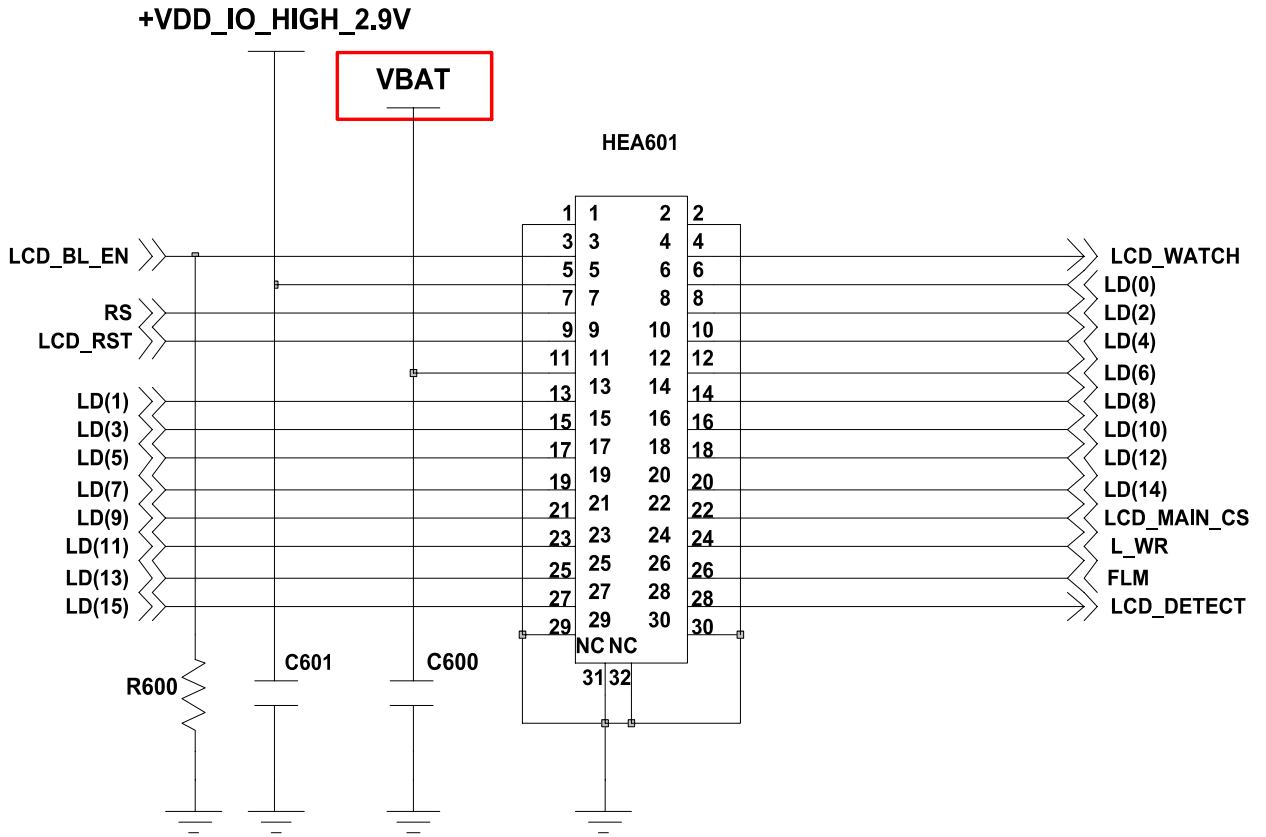 +VDD_IO_HIGH_2.9V
VBAT
HEA601
1 1 2 2
LCD_BL_EN 3 3 4 4 LCD_WATCH
5 5 6 6 LD(0)
RS 7 7 8 8 LD(2)
LCD_RST 9 9 10 10 LD(4)
11 11 12 12 LD(6)
LD(1) 13 13 14 14 LD(8)
LD(3) 15 15 16 16 LD(10)
LD(5) 17 17 18 18 LD(12)
LD(7) 19 19 20 20 LD(14)
LD(9) 21 21 22 22 LCD_MAIN_CS
LD(11) 23 23 24 24 L_WR
LD(13) 25 25 26 26 FLM
LD(15) 27 27 28 28 LCD_DETECT
29 29 30 30
NC NC
31 32
R600
C601
C600